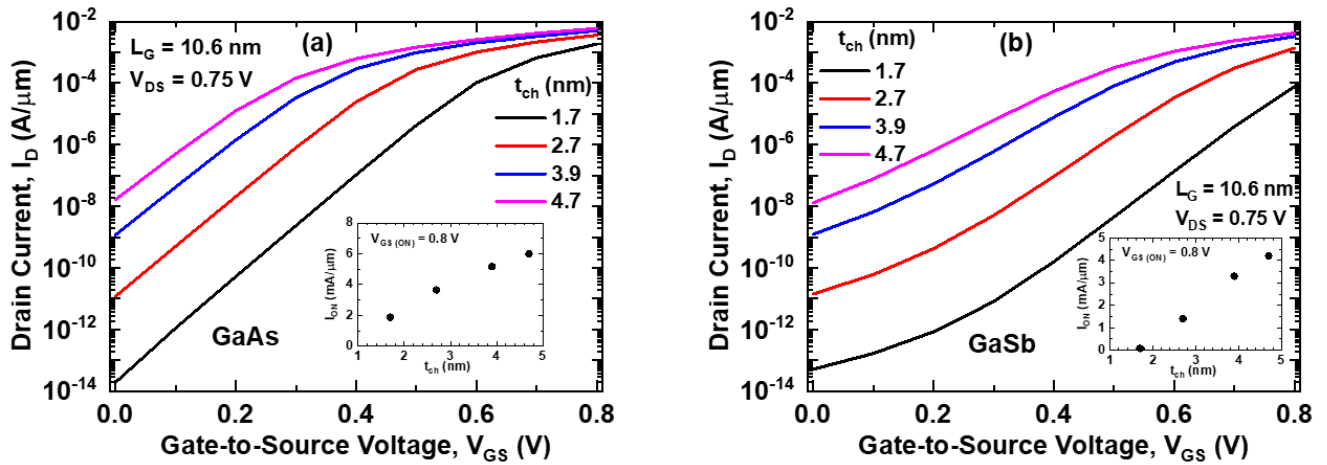 (a)
L_G = 10.6 nm
V_DS = 0.75 V
t_ch (nm)
1.7
2.7
3.9
4.7
GaAs
Drain Current, I_D (A/μm)
10^-2
10^-4
10^-6
10^-8
10^-10
10^-12
10^-14
0.0 0.2 0.4 0.6 0.8
Gate-to-Source Voltage, V_GS (V)
V_GS (ON) = 0.8 V
I_ON (mA/μm)
8
6
4
2
0
1 2 3 4 5
t_ch (nm)
(b)
t_ch (nm)
1.7
2.7
3.9
4.7
L_G = 10.6 nm
V_DS = 0.75 V
GaSb
Drain Current, I_D (A/μm)
10^-2
10^-4
10^-6
10^-8
10^-10
10^-12
10^-14
0.0 0.2 0.4 0.6 0.8
Gate-to-Source Voltage, V_GS (V)
V_GS (ON) = 0.8 V
I_ON (mA/μm)
5
4
3
2
1
0
1 2 3 4 5
t_ch (nm)